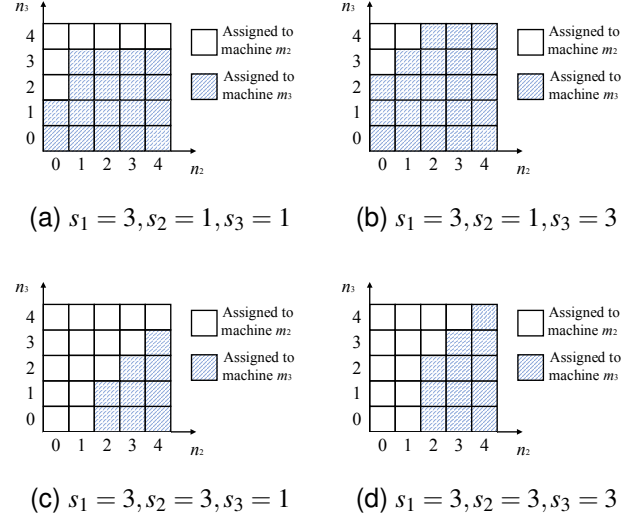 n₃
4
3
2
1
0
0 1 2 3 4
n₂
Assigned to
machine m₂
Assigned to
machine m₃
(a) s₁ = 3, s₂ = 1, s₃ = 1
n₃
4
3
2
1
0
0 1 2 3 4
n₂
Assigned to
machine m₂
Assigned to
machine m₃
(b) s₁ = 3, s₂ = 1, s₃ = 3
n₃
4
3
2
1
0
0 1 2 3 4
n₂
Assigned to
machine m₂
Assigned to
machine m₃
(c) s₁ = 3, s₂ = 3, s₃ = 1
n₃
4
3
2
1
0
0 1 2 3 4
n₂
Assigned to
machine m₂
Assigned to
machine m₃
(d) s₁ = 3, s₂ = 3, s₃ = 3